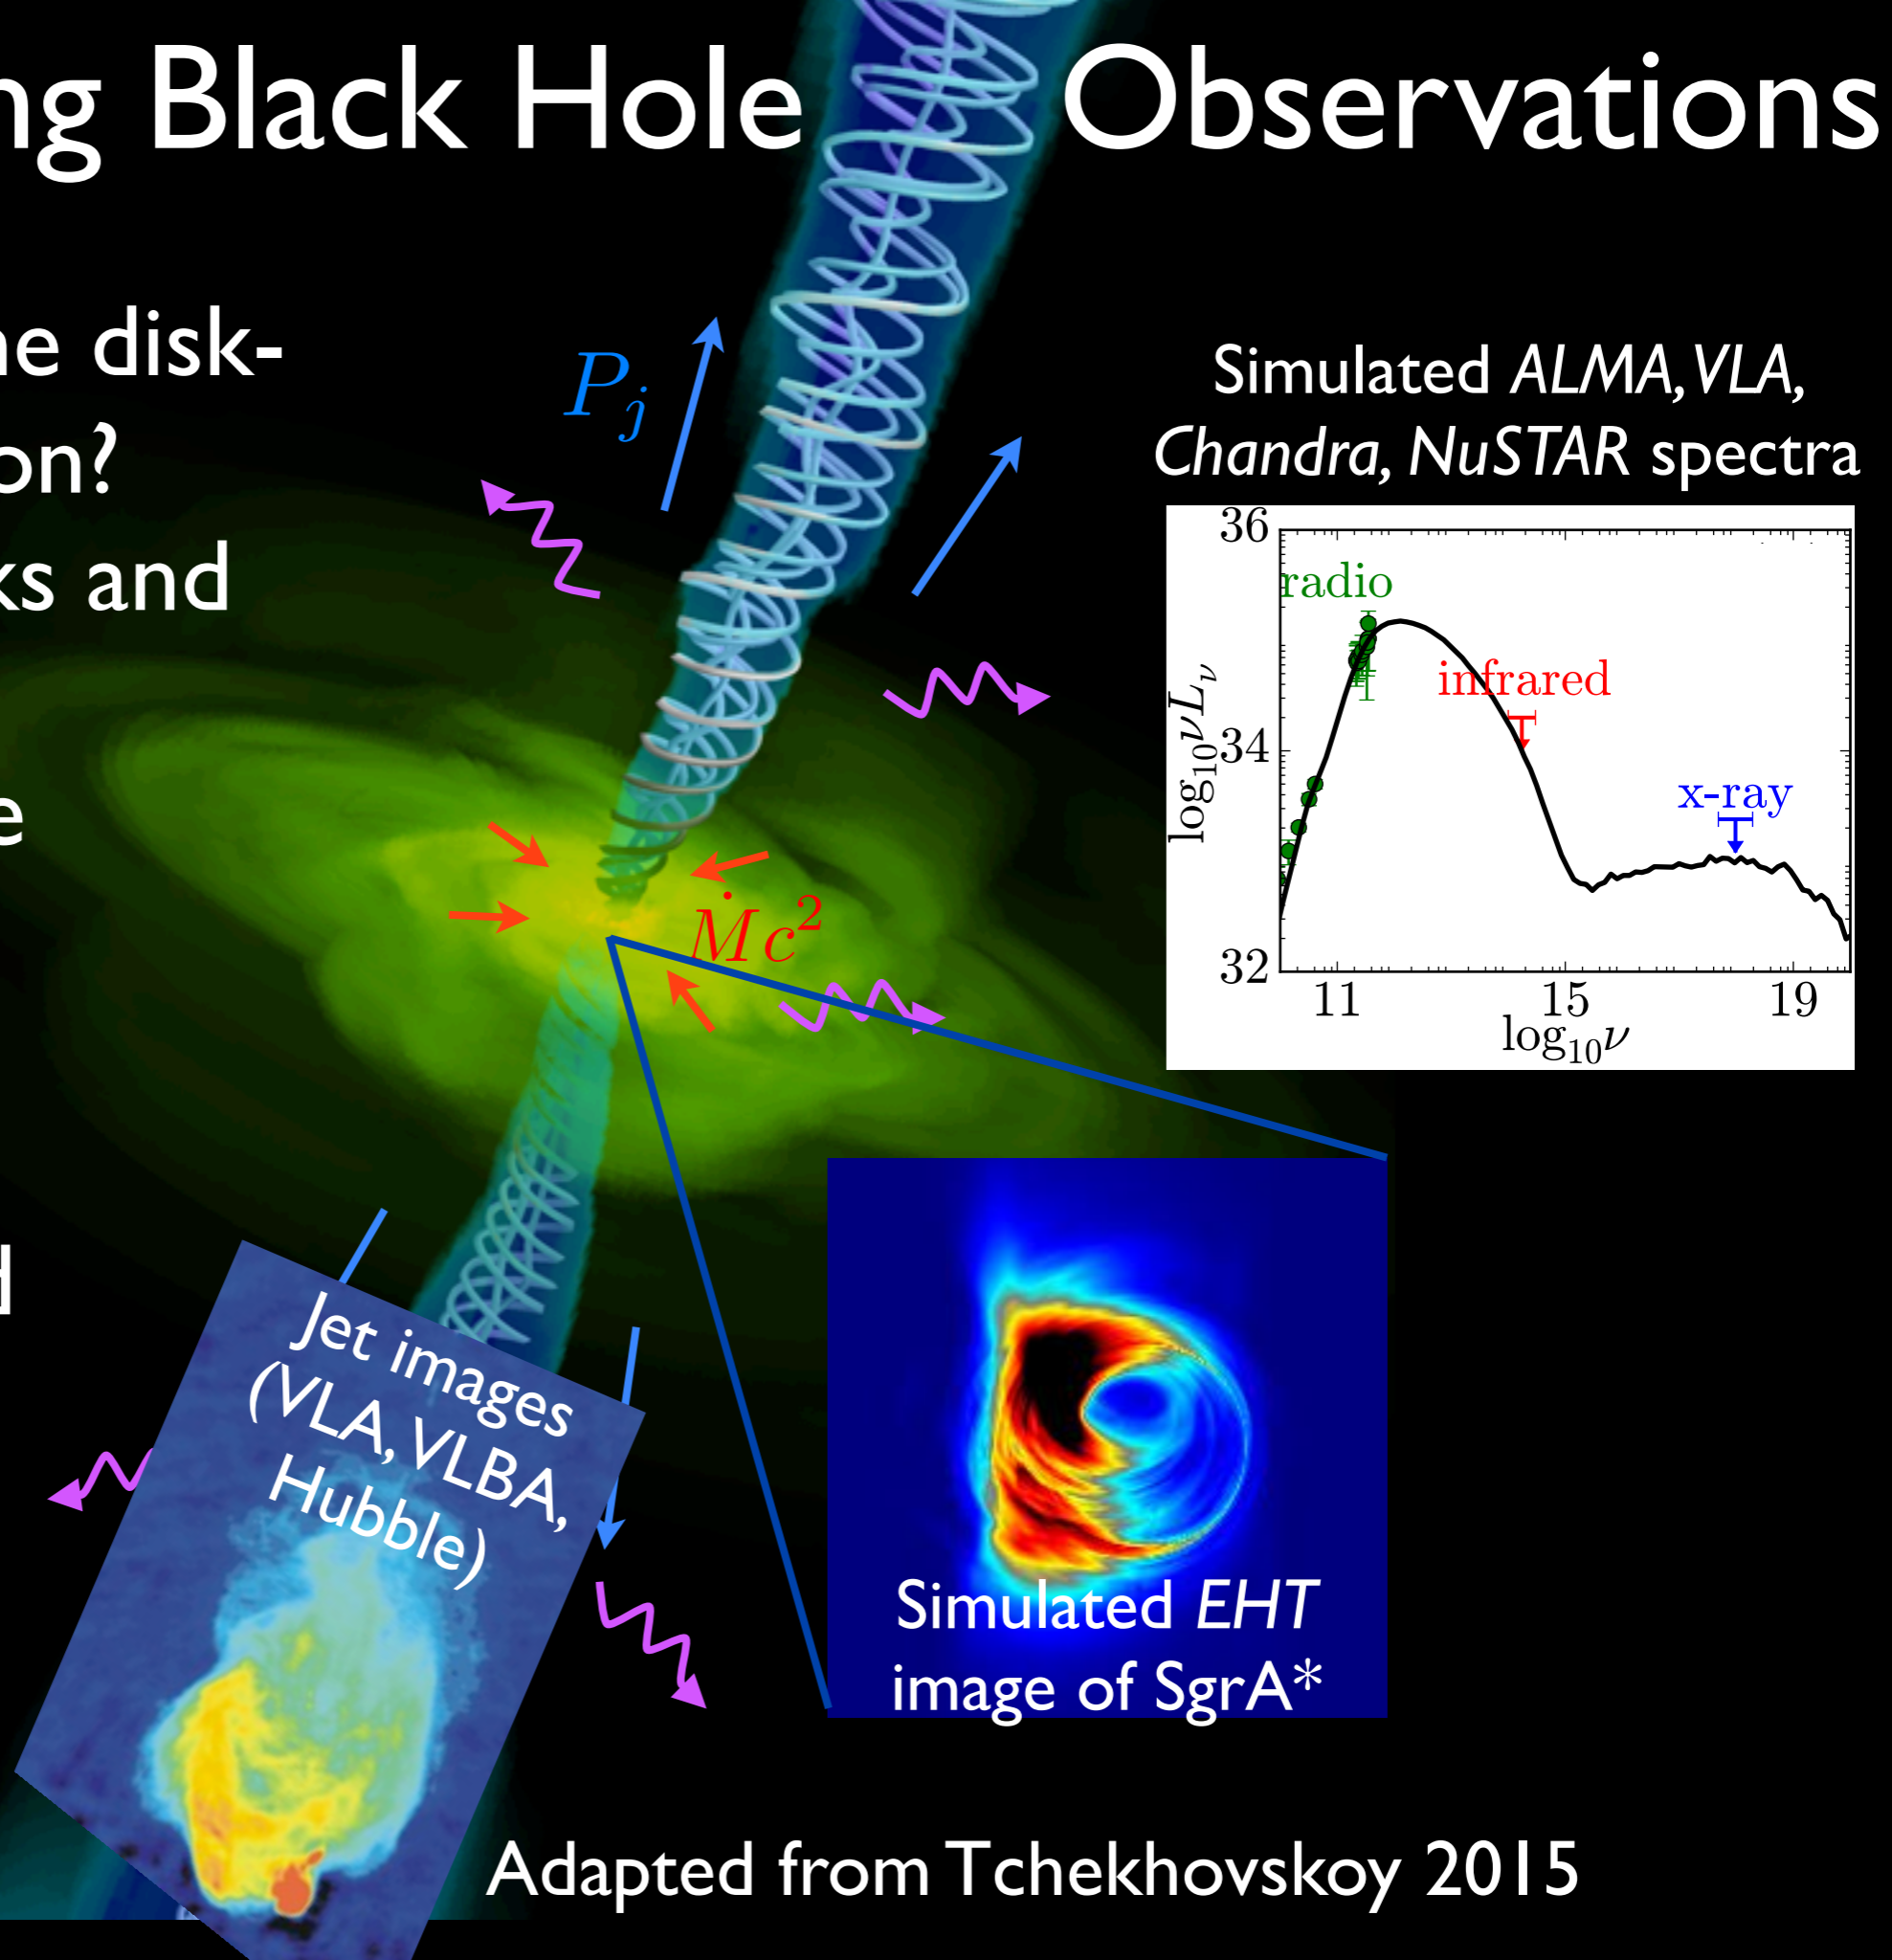 ng Black Hole Observations
ne disk-
on?
ks and
e
d
P_j
Ṁc²
Simulated ALMA, VLA,
Chandra, NuSTAR spectra
36
radio
infrared
34
x-ray
32
log₁₀νL_ν
11 15 19
log₁₀ν
Jet images
(VLA, VLBA,
Hubble)
Simulated EHT
image of SgrA*
Adapted from Tchekhovskoy 2015